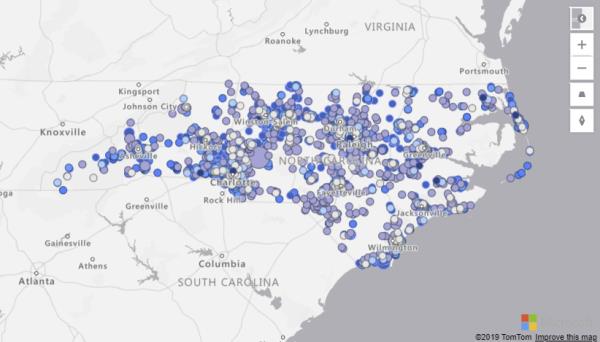 VIRGINIA
Lynchburg
Roanoke
Portsmouth
Kingsport
Johnson City
Knoxville
Winston-Salem
Durham
Raleigh
Hickory
Asheville
NORTH CAROLINA
Greenville
Charlotte
Fayetteville
Rock Hill
Greenville
Jacksonville
Gainesville
Wilmington
Athens
Columbia
Atlanta
SOUTH CAROLINA
Microsoft
©2019 TomTom Improve this map